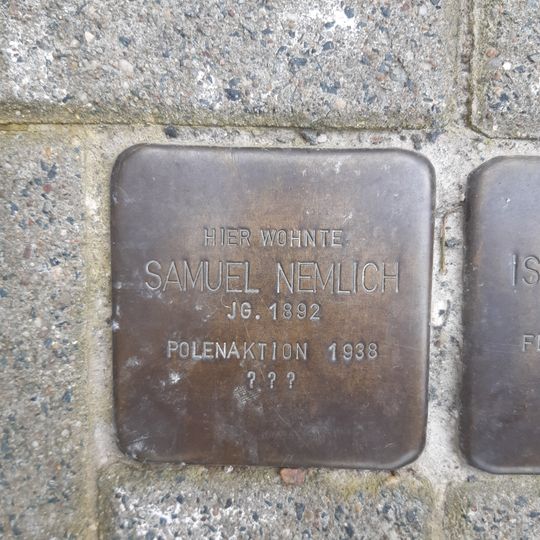 HIER WOHNTE
SAMUEL NEMLICH
JG. 1892
POLENAKTION 1938
? ? ?